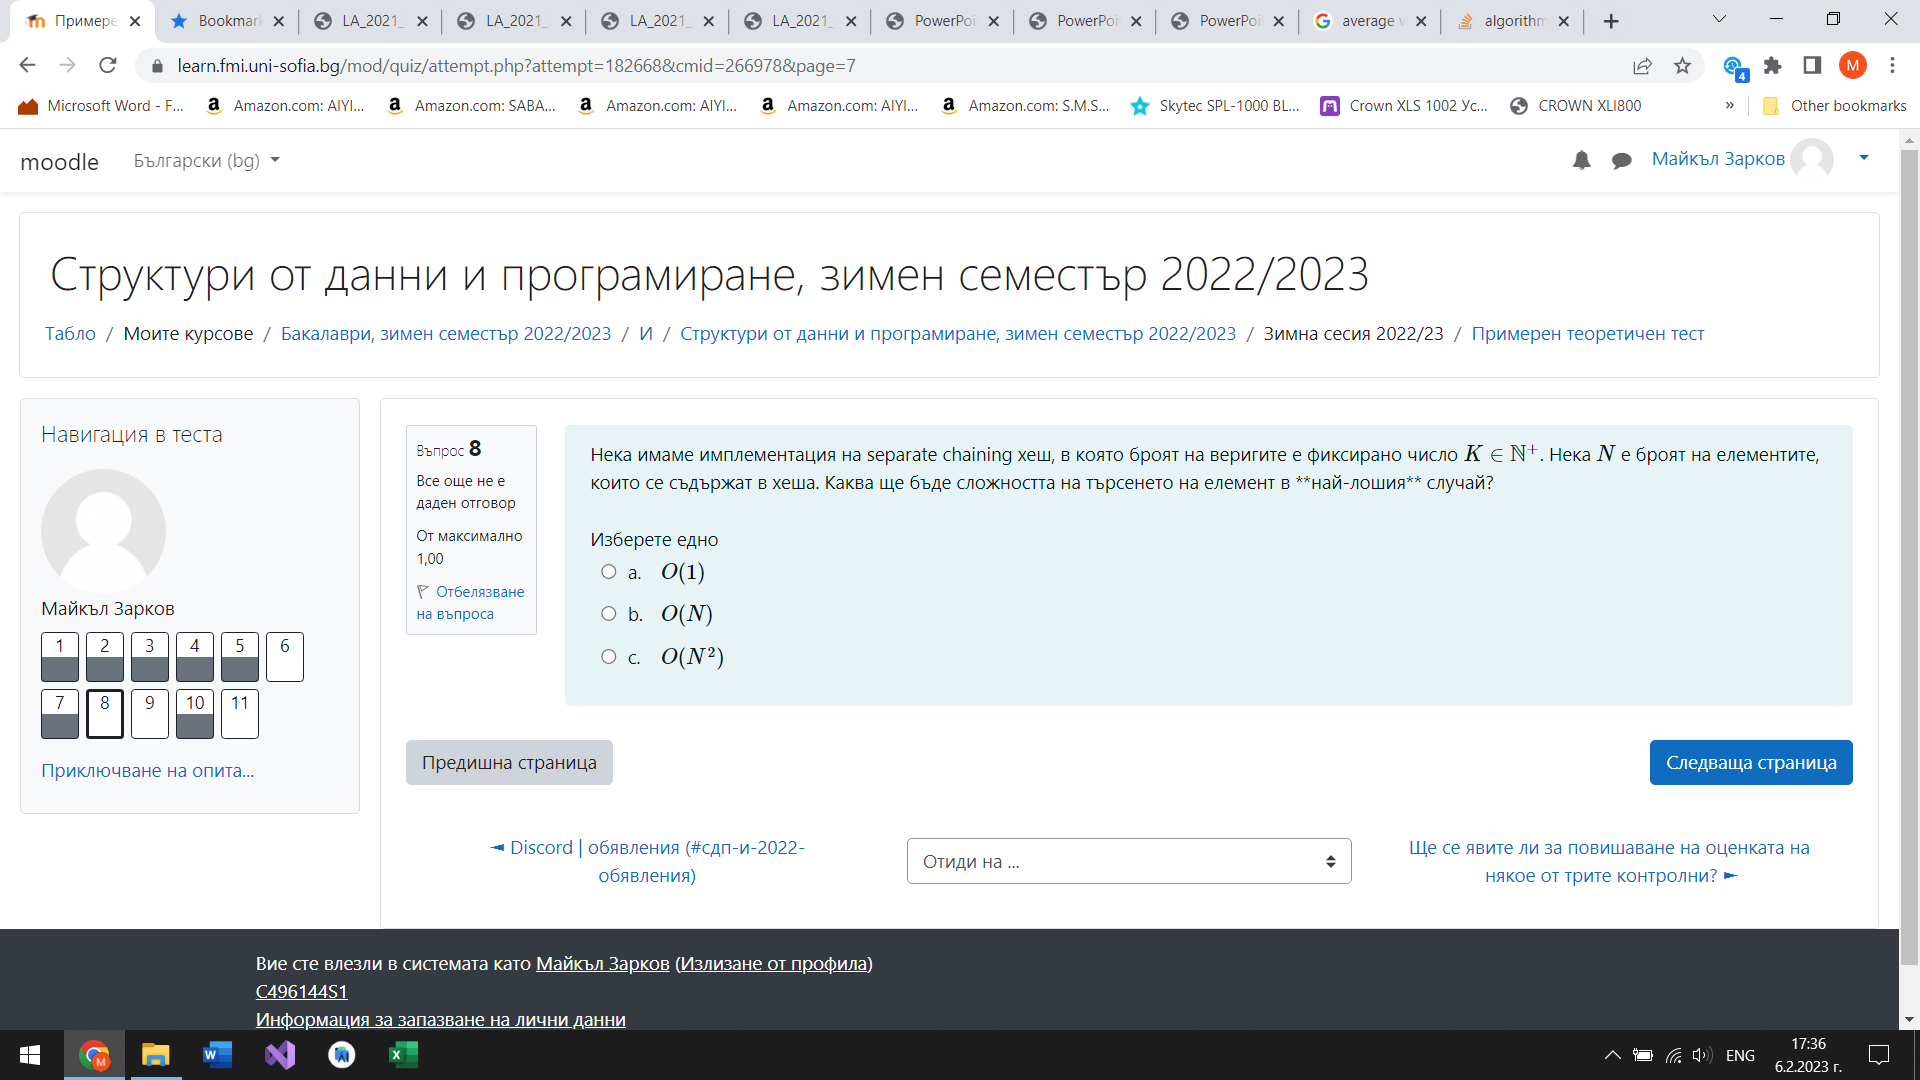 Примере
Bookmar
LA_2021_
LA_2021_
LA_2021_
LA_2021_
PowerPoi
PowerPoi
PowerPoi
average v
algorithm
learn.fmi.uni-sofia.bg/mod/quiz/attempt.php?attempt=182668&cmid=266978&page=7
4
M
Microsoft Word - F...
Amazon.com: AIYI...
Amazon.com: SABA...
Amazon.com: AIYI...
Amazon.com: AIYI...
Amazon.com: S.M.S...
Skytec SPL-1000 BL...
Crown XLS 1002 Ус...
CROWN XLI800
»
Other bookmarks
moodle
Български (bg)
Майкъл Зарков
Структури от данни и програмиране, зимен семестър 2022/2023
Табло / Моите курсове / Бакалаври, зимен семестър 2022/2023 / И / Структури от данни и програмиране, зимен семестър 2022/2023 / Зимна сесия 2022/23 / Примерен теоретичен тест
Навигация в теста
Майкъл Зарков
1 2 3 4 5 6
7 8 9 10 11
Приключване на опита...
Въпрос 8
Все още не е
даден отговор
От максимално
1,00
Отбелязване
на въпроса
Нека имаме имплементация на separate chaining хеш, в която броят на веригите е фиксирано число K ∈ ℕ⁺. Нека N е броят на елементите,
които се съдържат в хеша. Каква ще бъде сложността на търсенето на елемент в **най-лошия** случай?
Изберете едно
a. O(1)
b. O(N)
c. O(N²)
Предишна страница
Следваща страница
◄ Discord | обявления (#сдп-и-2022-
обявления)
Отиди на ...
Ще се явите ли за повишаване на оценката на
някое от трите контролни? ►
Вие сте влезли в системата като Майкъл Зарков (Излизане от профила)
C496144S1
Информация за запазване на лични данни
ENG
17:36
6.2.2023 г.